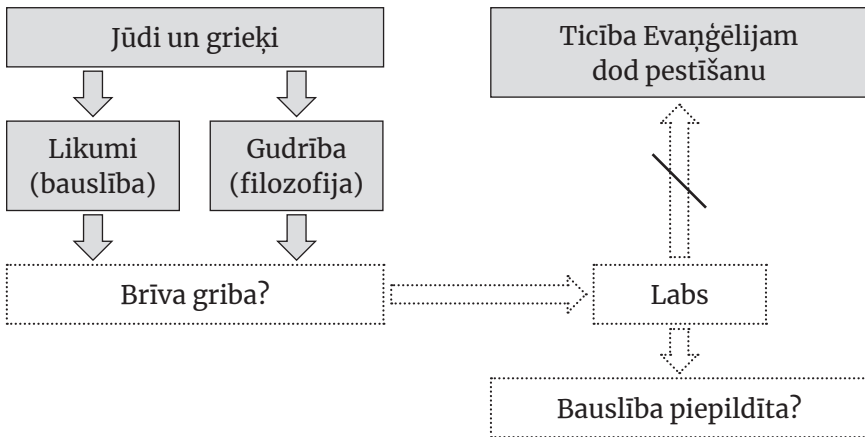 Jūdi un grieķi
Ticība Evaņģēlijam
dod pestīšanu
Likumi
(bauslība)
Gudrība
(filozofija)
Brīva griba?
Labs
Bauslība piepildīta?